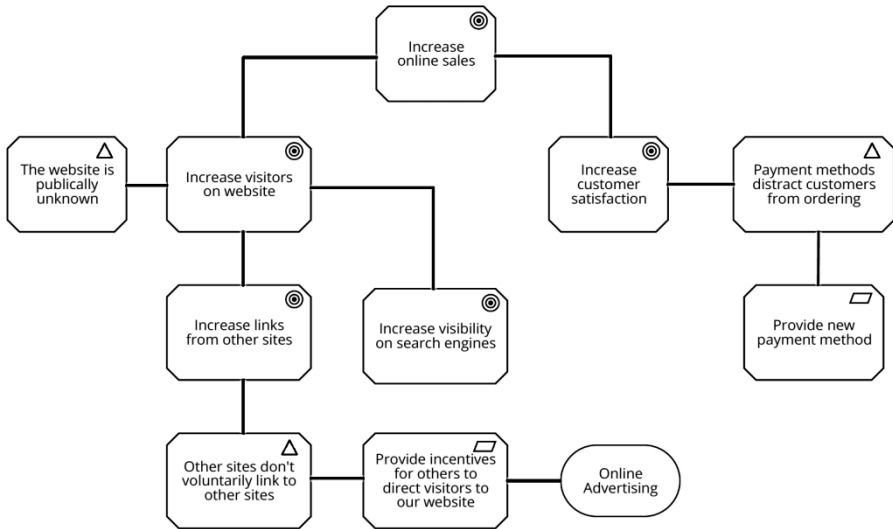 Increase
online sales
The website is
publically
unknown
Increase visitors
on website
Increase
customer
satisfaction
Payment methods
distract customers
from ordering
Increase links
from other sites
Increase visibility
on search engines
Provide new
payment method
Other sites don't
voluntarily link to
other sites
Provide incentives
for others to
direct visitors to
our website
Online
Advertising